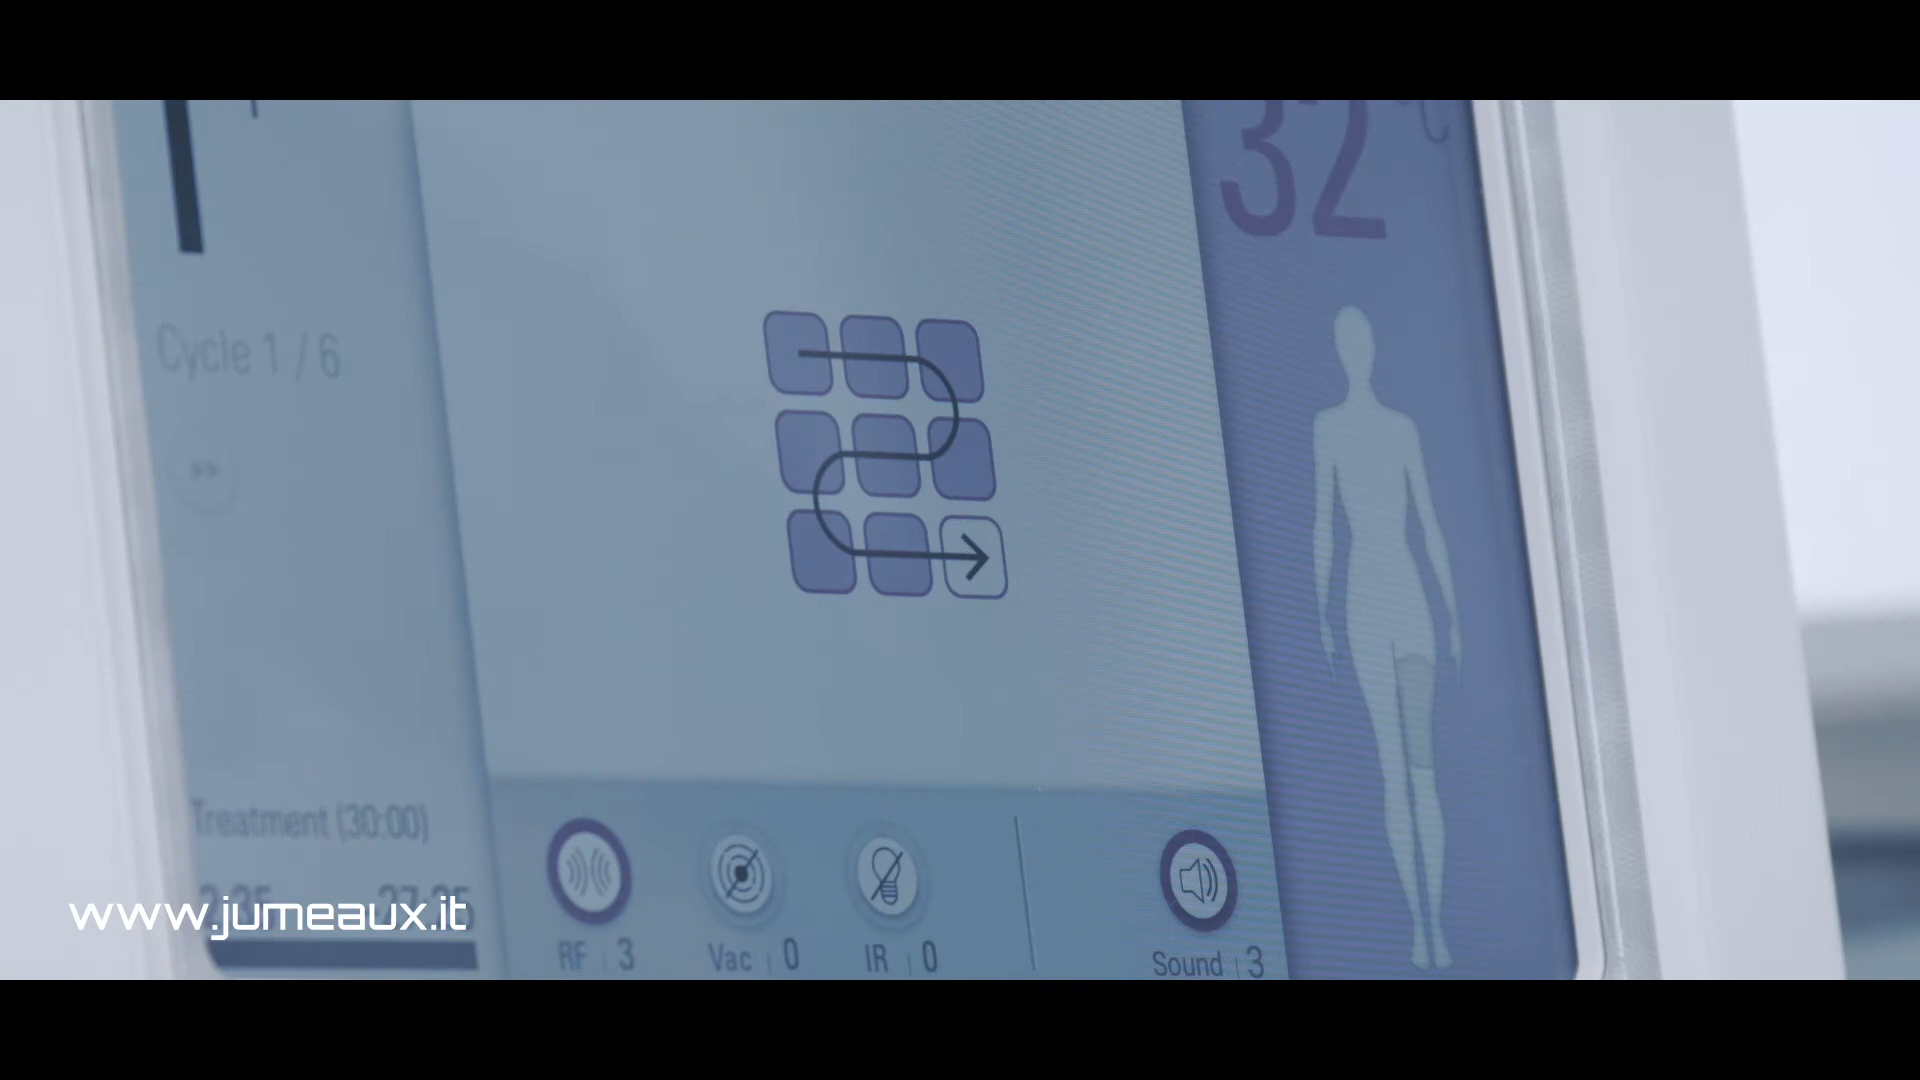 32 °C
Cycle 1 / 6
Treatment (30:00)
www.jumeaux.it
RF | 3
Vac | 0
IR | 0
Sound | 3